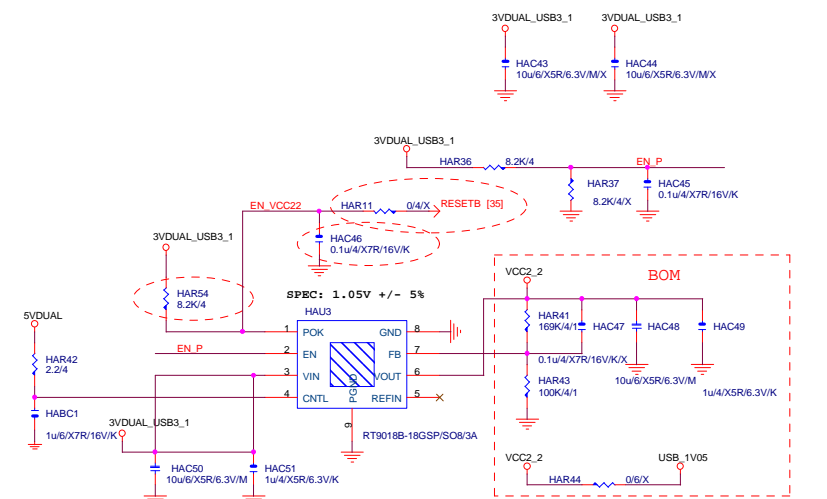 3VDUAL_USB3_1
3VDUAL_USB3_1
HAC43
10u/6/X5R/6.3V/M/X
HAC44
10u/6/X5R/6.3V/M/X
3VDUAL_USB3_1
HAR36
8.2K/4
EN_P
HAR37
8.2K/4/X
HAC45
0.1u/4/X7R/16V/K
EN_VCC22
HAR11
0/4/X
RESETB [35]
HAC46
0.1u/4/X7R/16V/K
3VDUAL_USB3_1
HAR54
8.2K/4
SPEC: 1.05V +/- 5%
HAU3
5VDUAL
HAR42
2.2/4
HABC1
1u/6/X7R/16V/K
EN_P
1 POK
2 EN
3 VIN
4 CNTL
GND 8
FB 7
VOUT 6
REFIN 5
PGND
9
RT9018B-18GSP/SO8/3A
3VDUAL_USB3_1
HAC50
10u/6/X5R/6.3V/M
HAC51
1u/4/X5R/6.3V/K
BOM
VCC2_2
HAR41
169K/4/1
HAC47
0.1u/4/X7R/16V/K/X
HAC48
10u/6/X5R/6.3V/M
HAC49
1u/4/X5R/6.3V/K
HAR43
100K/4/1
VCC2_2
HAR44
0/6/X
USB_1V05